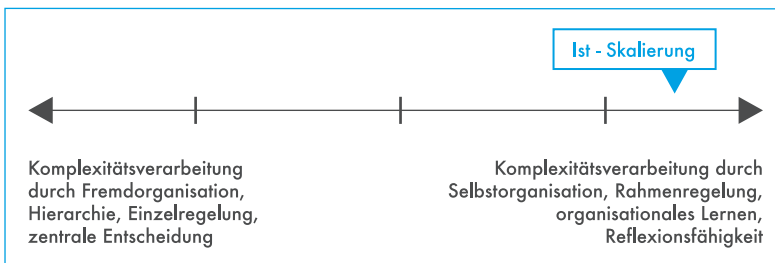 Ist - Skalierung
Komplexitätsverarbeitung
durch Fremdorganisation,
Hierarchie, Einzelregelung,
zentrale Entscheidung
Komplexitätsverarbeitung durch
Selbstorganisation, Rahmenregelung,
organisationales Lernen,
Reflexionsfähigkeit